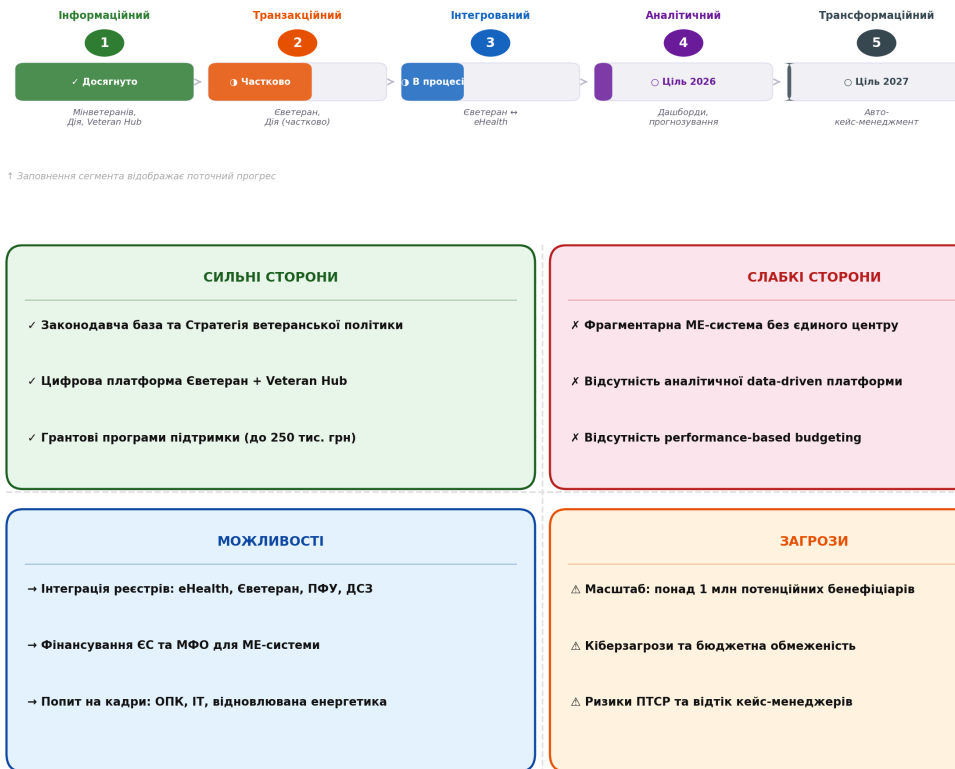 Інформаційний
Транзакційний
Інтегрований
Аналітичний
Трансформаційний
1
2
3
4
5
✓ Досягнуто
◑ Частково
◑ В процесі
○ Ціль 2026
○ Ціль 2027
Мінветеранів,
Дія, Veteran Hub
Єветеран,
Дія (частково)
Єветеран ↔
eHealth
Дашборди,
прогнозування
Авто-
кейс-менеджмент
↑ Заповнення сегмента відображає поточний прогрес
СИЛЬНІ СТОРОНИ
✓ Законодавча база та Стратегія ветеранської політики
✓ Цифрова платформа Єветеран + Veteran Hub
✓ Грантові програми підтримки (до 250 тис. грн)
СЛАБКІ СТОРОНИ
✗ Фрагментарна МЕ-система без єдиного центру
✗ Відсутність аналітичної data-driven платформи
✗ Відсутність performance-based budgeting
МОЖЛИВОСТІ
→ Інтеграція реєстрів: eHealth, Єветеран, ПФУ, ДСЗ
→ Фінансування ЄС та МФО для МЕ-системи
→ Попит на кадри: ОПК, ІТ, відновлювана енергетика
ЗАГРОЗИ
⚠ Масштаб: понад 1 млн потенційних бенефіціарів
⚠ Кіберзагрози та бюджетна обмеженість
⚠ Ризики ПТСР та відтік кейс-менеджерів